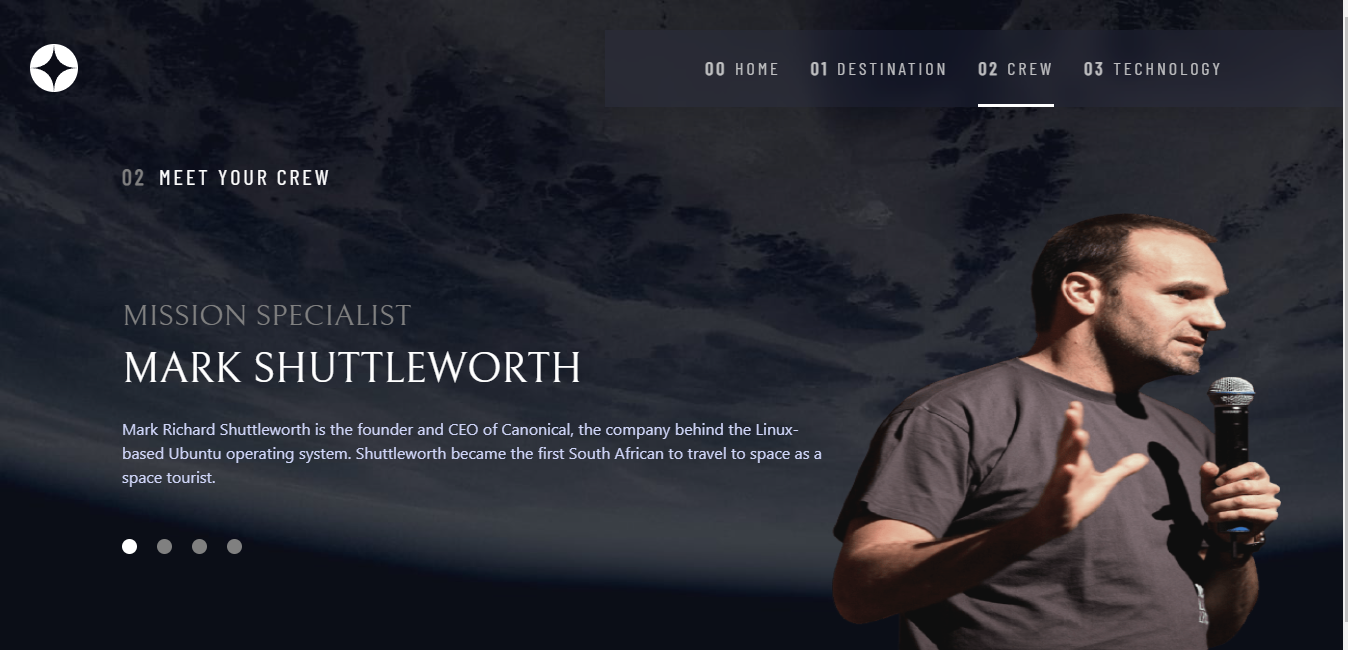 00 HOME 01 DESTINATION 02 CREW 03 TECHNOLOGY
02 MEET YOUR CREW
MISSION SPECIALIST
MARK SHUTTLEWORTH
Mark Richard Shuttleworth is the founder and CEO of Canonical, the company behind the Linux-
based Ubuntu operating system. Shuttleworth became the first South African to travel to space as a
space tourist.